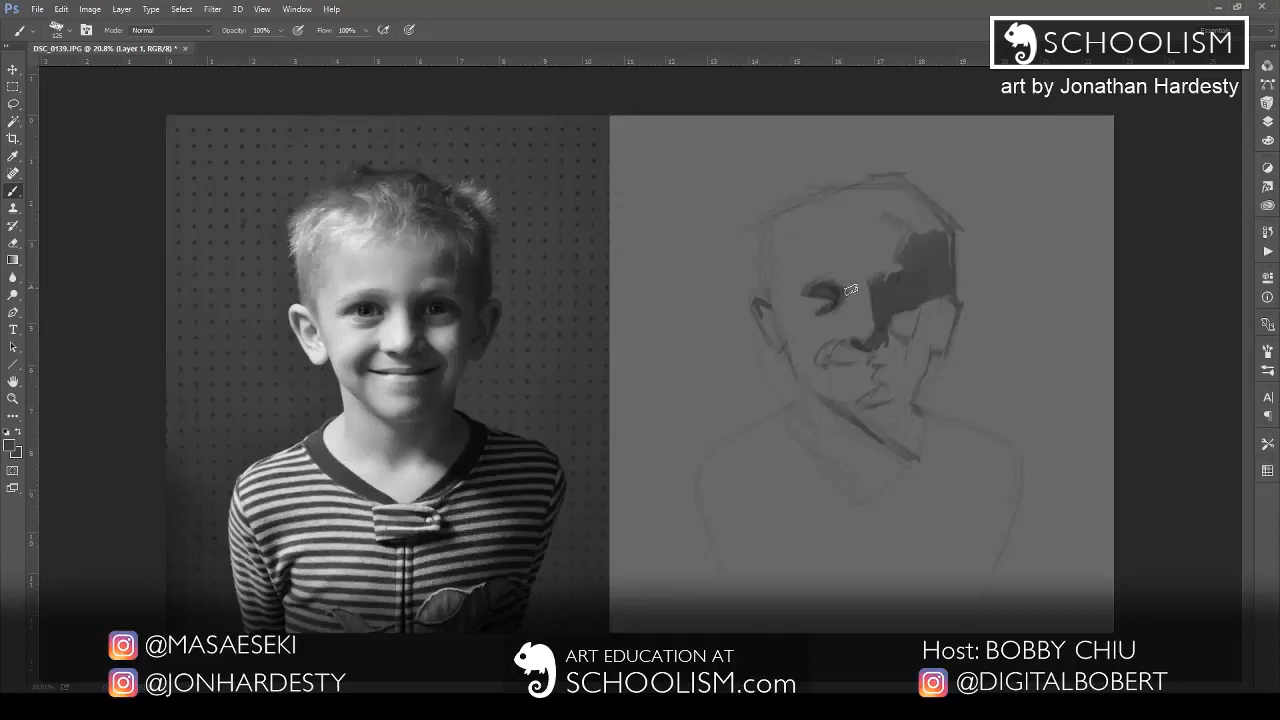 Ps File Edit Image Layer Type Select Filter 3D View Window Help
125 Mode: Normal Opacity: 100% Flow: 100%
DSC_0139.JPG @ 20.8% (Layer 1, RGB/8) * ×
SCHOOLISM
art by Jonathan Hardesty
@MASAESEKI
@JONHARDESTY
ART EDUCATION AT
SCHOOLISM.com
Host: BOBBY CHIU
@DIGITALBOBERT